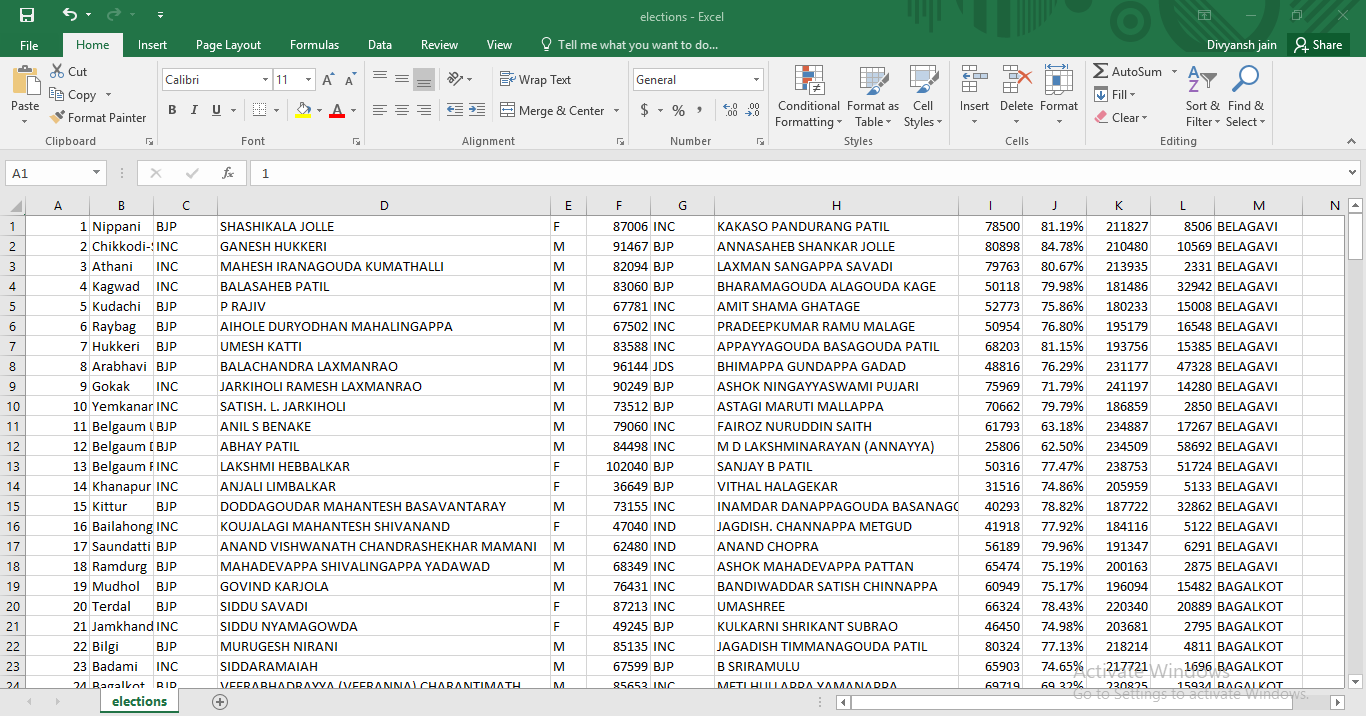 elections - Excel
File Home Insert Page Layout Formulas Data Review View Tell me what you want to do... Divyansh jain Share
Paste Cut Copy Format Painter Clipboard
Calibri 11 B I U A A A Font
Wrap Text Merge & Center Alignment
General $ % , .0 .00 .00 .0 Number
Conditional Formatting Format as Table Cell Styles Styles
Insert Delete Format Cells
AutoSum Fill Clear Sort & Filter Find & Select Editing
A1 fx 1
A B C D E F G H I J K L M N
1 1 Nippani BJP SHASHIKALA JOLLE F 87006 INC KAKASO PANDURANG PATIL 78500 81.19% 211827 8506 BELAGAVI
2 2 Chikkodi- INC GANESH HUKKERI M 91467 BJP ANNASAHEB SHANKAR JOLLE 80898 84.78% 210480 10569 BELAGAVI
3 3 Athani INC MAHESH IRANAGOUDA KUMATHALLI M 82094 BJP LAXMAN SANGAPPA SAVADI 79763 80.67% 213935 2331 BELAGAVI
4 4 Kagwad INC BALASAHEB PATIL M 83060 BJP BHARAMAGOUDA ALAGOUDA KAGE 50118 79.98% 181486 32942 BELAGAVI
5 5 Kudachi BJP P RAJIV M 67781 INC AMIT SHAMA GHATAGE 52773 75.86% 180233 15008 BELAGAVI
6 6 Raybag BJP AIHOLE DURYODHAN MAHALINGAPPA M 67502 INC PRADEEPKUMAR RAMU MALAGE 50954 76.80% 195179 16548 BELAGAVI
7 7 Hukkeri BJP UMESH KATTI M 83588 INC APPAYYAGOUDA BASAGOUDA PATIL 68203 81.15% 193756 15385 BELAGAVI
8 8 Arabhavi BJP BALACHANDRA LAXMANRAO M 96144 JDS BHIMAPPA GUNDAPPA GADAD 48816 76.29% 231177 47328 BELAGAVI
9 9 Gokak INC JARKIHOLI RAMESH LAXMANRAO M 90249 BJP ASHOK NINGAYYASWAMI PUJARI 75969 71.79% 241197 14280 BELAGAVI
10 10 Yemkanar INC SATISH. L. JARKIHOLI M 73512 BJP ASTAGI MARUTI MALLAPPA 70662 79.79% 186859 2850 BELAGAVI
11 11 Belgaum BJP ANIL S BENAKE M 79060 INC FAIROZ NURUDDIN SAITH 61793 63.18% 234887 17267 BELAGAVI
12 12 Belgaum BJP ABHAY PATIL M 84498 INC M D LAKSHMINARAYAN (ANNAYYA) 25806 62.50% 234509 58692 BELAGAVI
13 13 Belgaum INC LAKSHMI HEBBALKAR F 102040 BJP SANJAY B PATIL 50316 77.47% 238753 51724 BELAGAVI
14 14 Khanapur INC ANJALI LIMBALKAR F 36649 BJP VITHAL HALAGEKAR 31516 74.86% 205959 5133 BELAGAVI
15 15 Kittur BJP DODDAGOUDAR MAHANTESH BASAVANTARAY M 73155 INC INAMDAR DANAPPAGOUDA BASANAGO 40293 78.82% 187722 32862 BELAGAVI
16 16 Bailahong INC KOUJALAGI MAHANTESH SHIVANAND F 47040 IND JAGDISH. CHANNAPPA METGUD 41918 77.92% 184116 5122 BELAGAVI
17 17 Saundatti BJP ANAND VISHWANATH CHANDRASHEKHAR MAMANI M 62480 IND ANAND CHOPRA 56189 79.96% 191347 6291 BELAGAVI
18 18 Ramdurg BJP MAHADEVAPPA SHIVALINGAPPA YADAWAD M 68349 INC ASHOK MAHADEVAPPA PATTAN 65474 75.19% 200163 2875 BELAGAVI
19 19 Mudhol BJP GOVIND KARJOLA M 76431 INC BANDIWADDAR SATISH CHINNAPPA 60949 75.17% 196094 15482 BAGALKOT
20 20 Terdal BJP SIDDU SAVADI F 87213 INC UMASHREE 66324 78.43% 220340 20889 BAGALKOT
21 21 Jamkhand INC SIDDU NYAMAGOWDA F 49245 BJP KULKARNI SHRIKANT SUBRAO 46450 74.98% 203681 2795 BAGALKOT
22 22 Bilgi BJP MURUGESH NIRANI M 85135 INC JAGADISH TIMMANAGOUDA PATIL 80324 77.13% 218214 4811 BAGALKOT
23 23 Badami INC SIDDARAMAIAH M 67599 BJP B SRIRAMULU 65903 74.65% 217721 1696 BAGALKOT
24 24 Bagalkot BJP VEERABHADRAYYA (VEERANNA) CHARANTIMATH M 85653 INC METI HULLAPPA YAMANAPPA 69719 69.32% 230825 15934 BAGALKOT
Activate Windows
Go to Settings to activate Windows.
elections